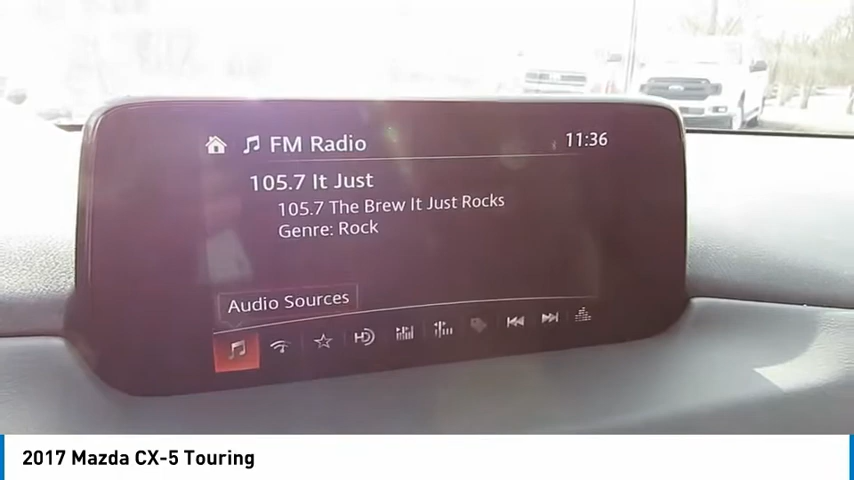 FM Radio
11:36
105.7 It Just
105.7 The Brew It Just Rocks
Genre: Rock
Audio Sources
HD
2017 Mazda CX-5 Touring